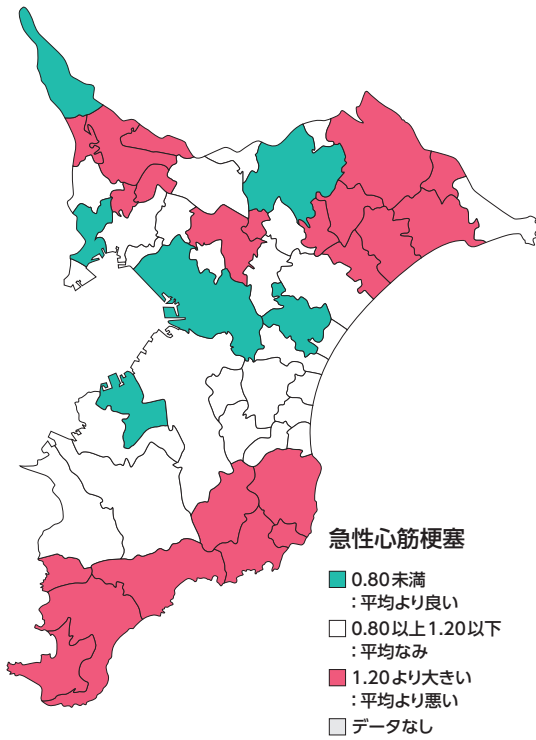 急性心筋梗塞
0.80未満
：平均より良い
0.80以上1.20以下
：平均なみ
1.20より大きい
：平均より悪い
データなし